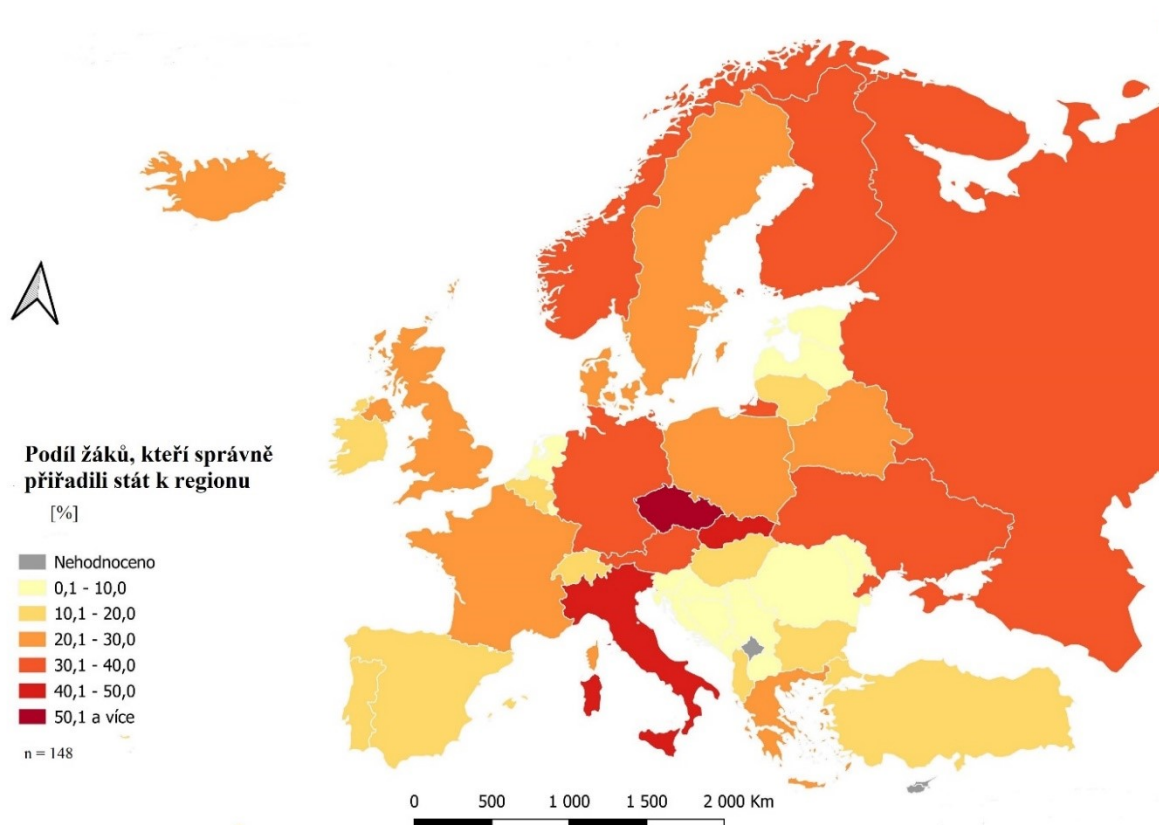 Podíl žáků, kteří správně
přiřadili stát k regionu
[%]
Nehodnoceno
0,1 - 10,0
10,1 - 20,0
20,1 - 30,0
30,1 - 40,0
40,1 - 50,0
50,1 a více
n = 148
0 500 1 000 1 500 2 000 Km